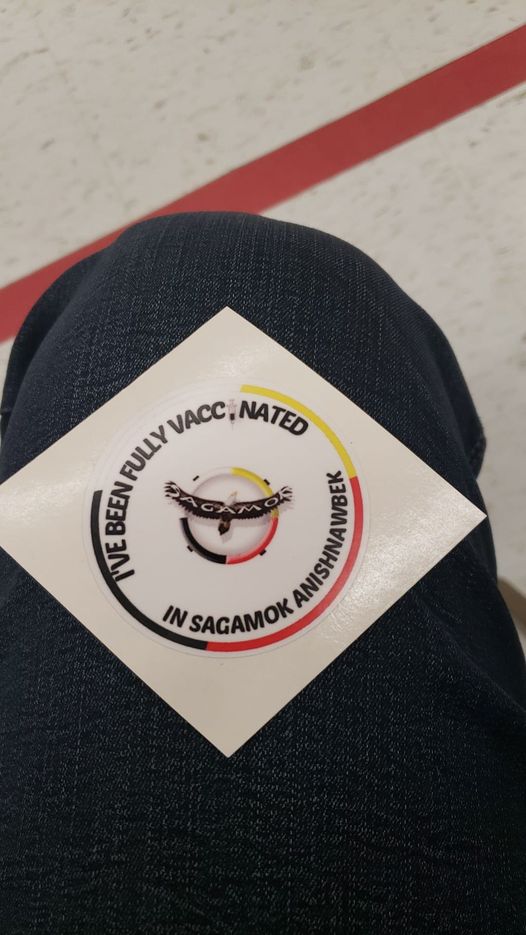 I'VE BEEN FULLY VACCINATED
SAGAMOK
IN SAGAMOK ANISHNAWBEK